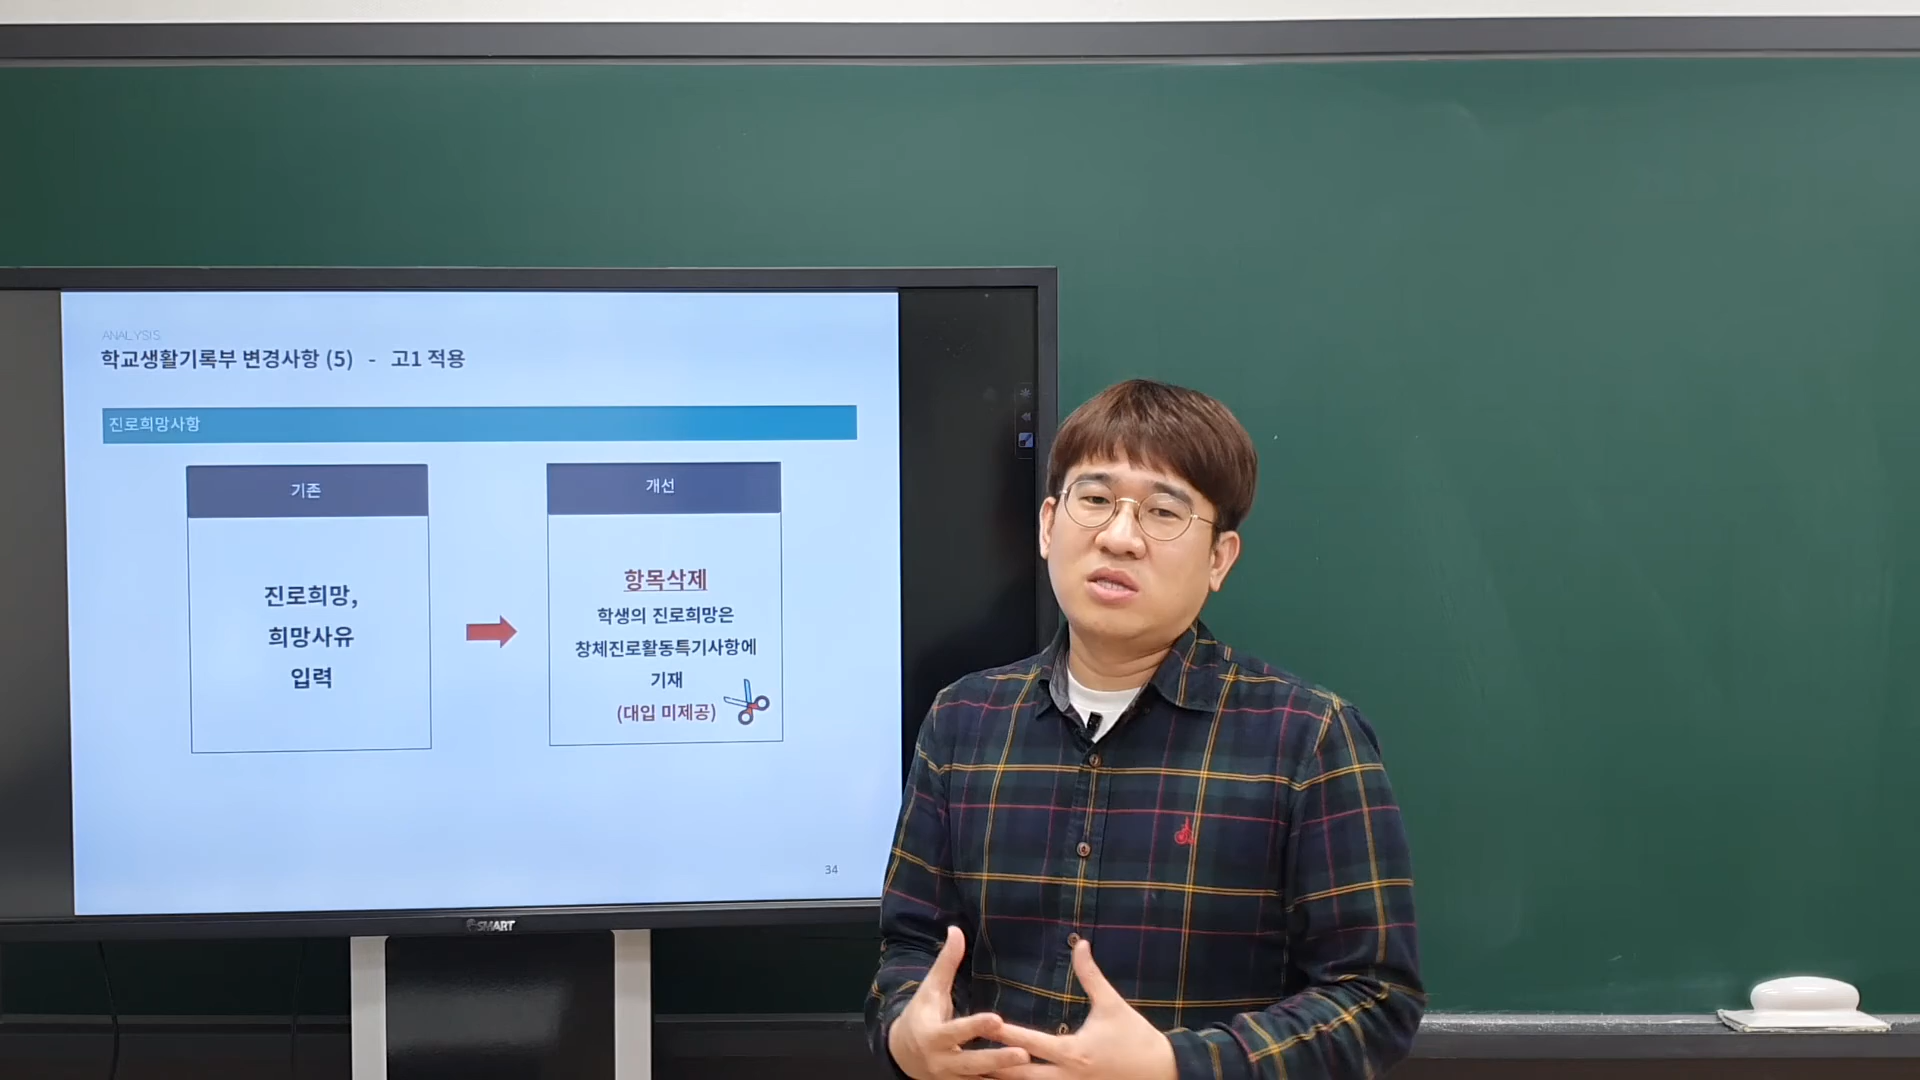 ANALYSIS
학교생활기록부 변경사항 (5) - 고1 적용
진로희망사항
기존
진로희망,
희망사유
입력
개선
항목삭제
학생의 진로희망은
창체진로활동특기사항에
기재
(대입 미제공)
34
SMART